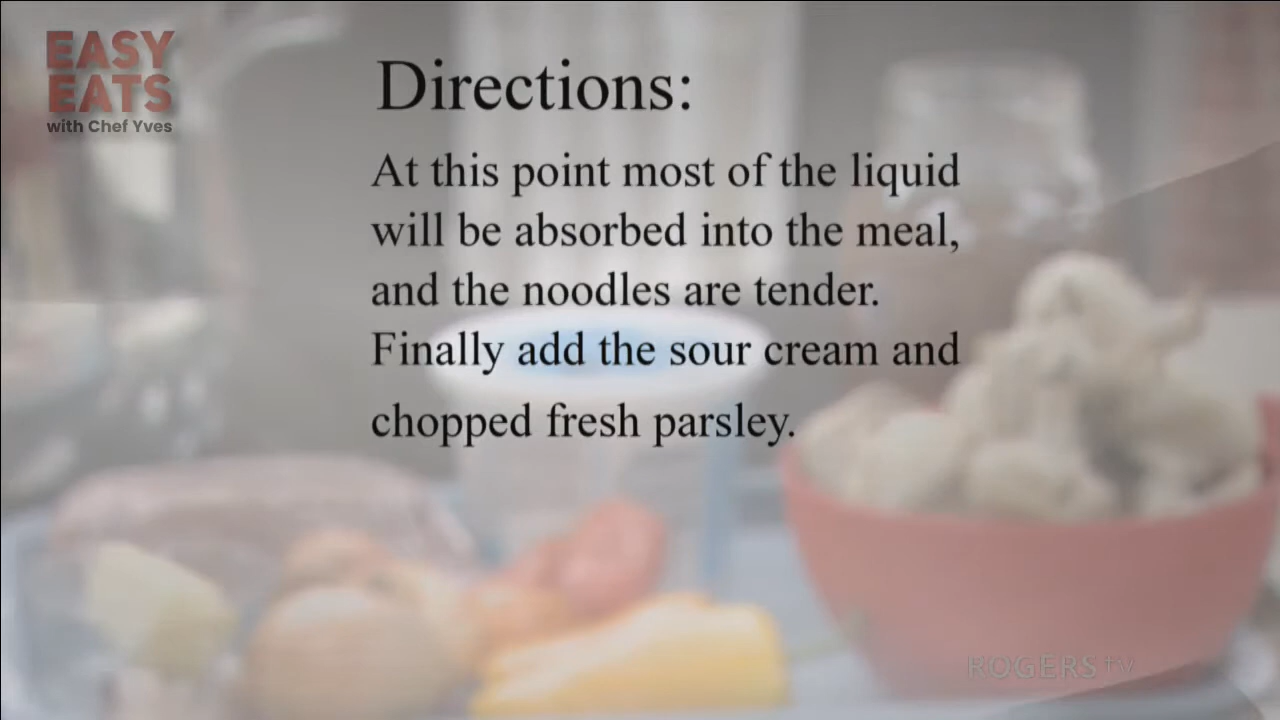 EASY
EATS
with Chef Yves
Directions:
At this point most of the liquid
will be absorbed into the meal,
and the noodles are tender.
Finally add the sour cream and
chopped fresh parsley.
ROGERS tv